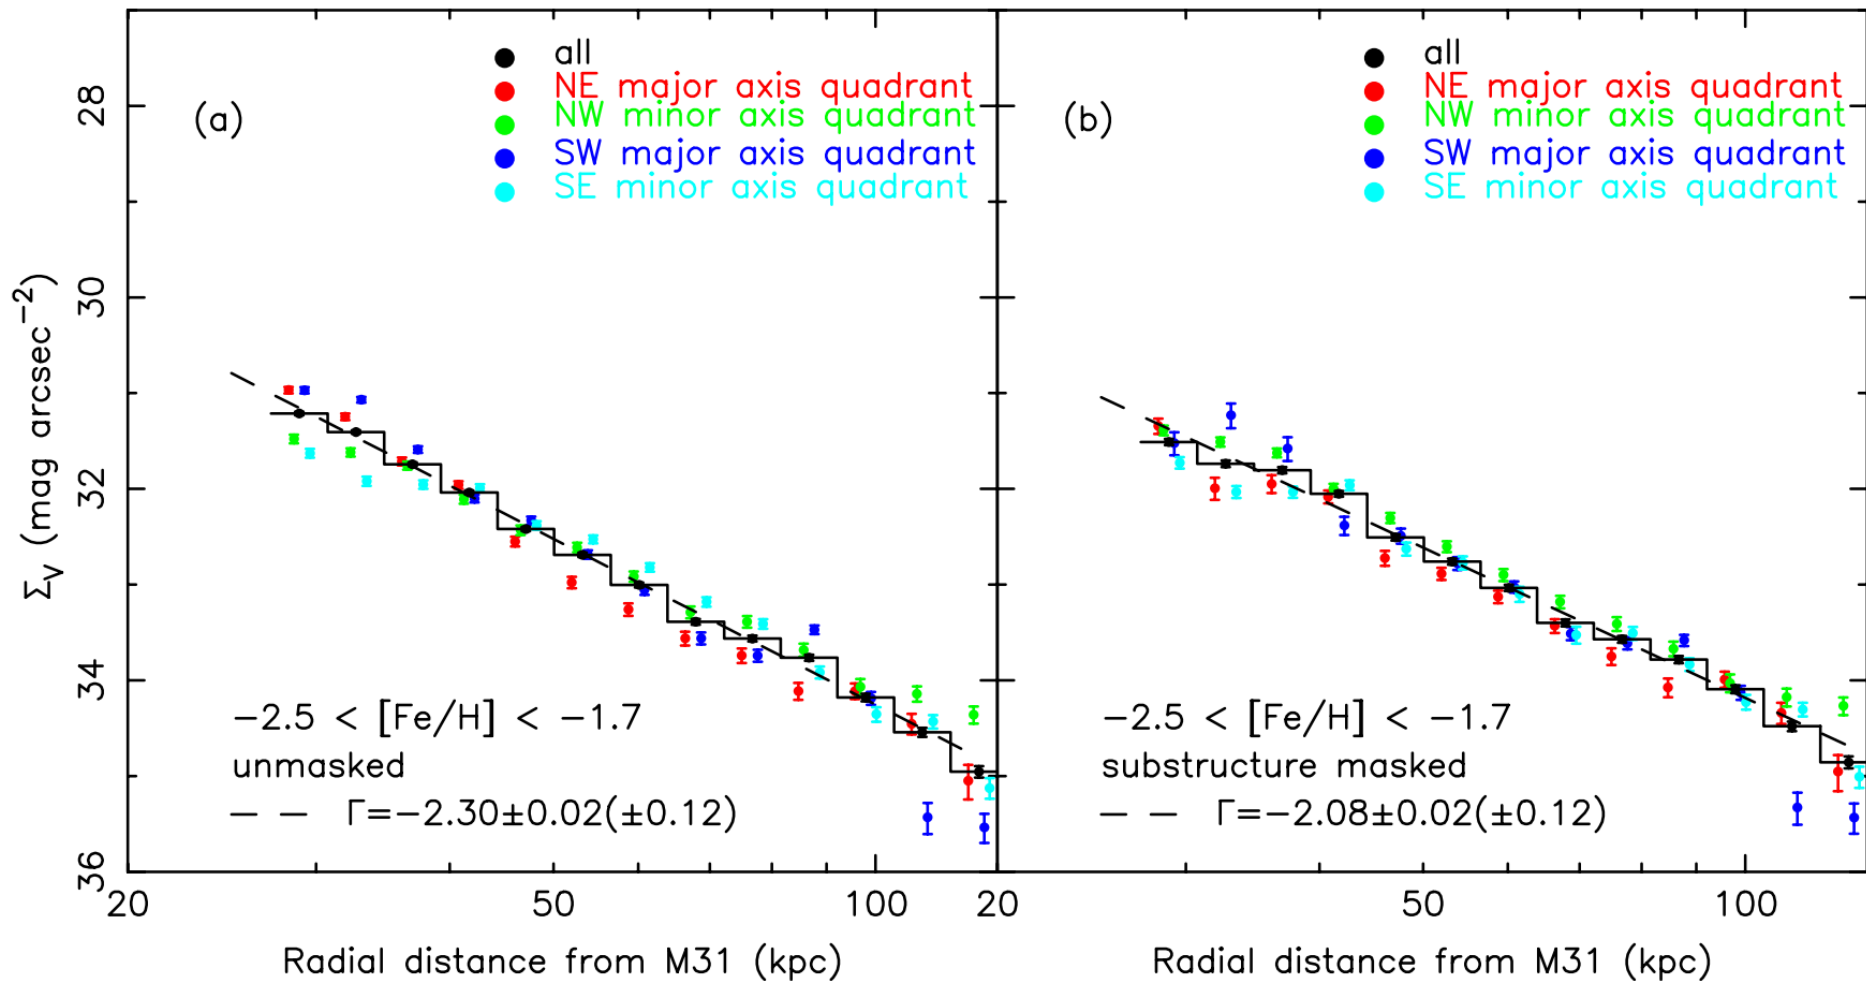 all
NE major axis quadrant
NW minor axis quadrant
SW major axis quadrant
SE minor axis quadrant
(a)
28
30
32
34
36
Σ_V (mag arcsec⁻²)
−2.5 < [Fe/H] < −1.7
unmasked
Γ=−2.30±0.02(±0.12)
20
50
100
Radial distance from M31 (kpc)
all
NE major axis quadrant
NW minor axis quadrant
SW major axis quadrant
SE minor axis quadrant
(b)
−2.5 < [Fe/H] < −1.7
substructure masked
Γ=−2.08±0.02(±0.12)
20
50
100
Radial distance from M31 (kpc)